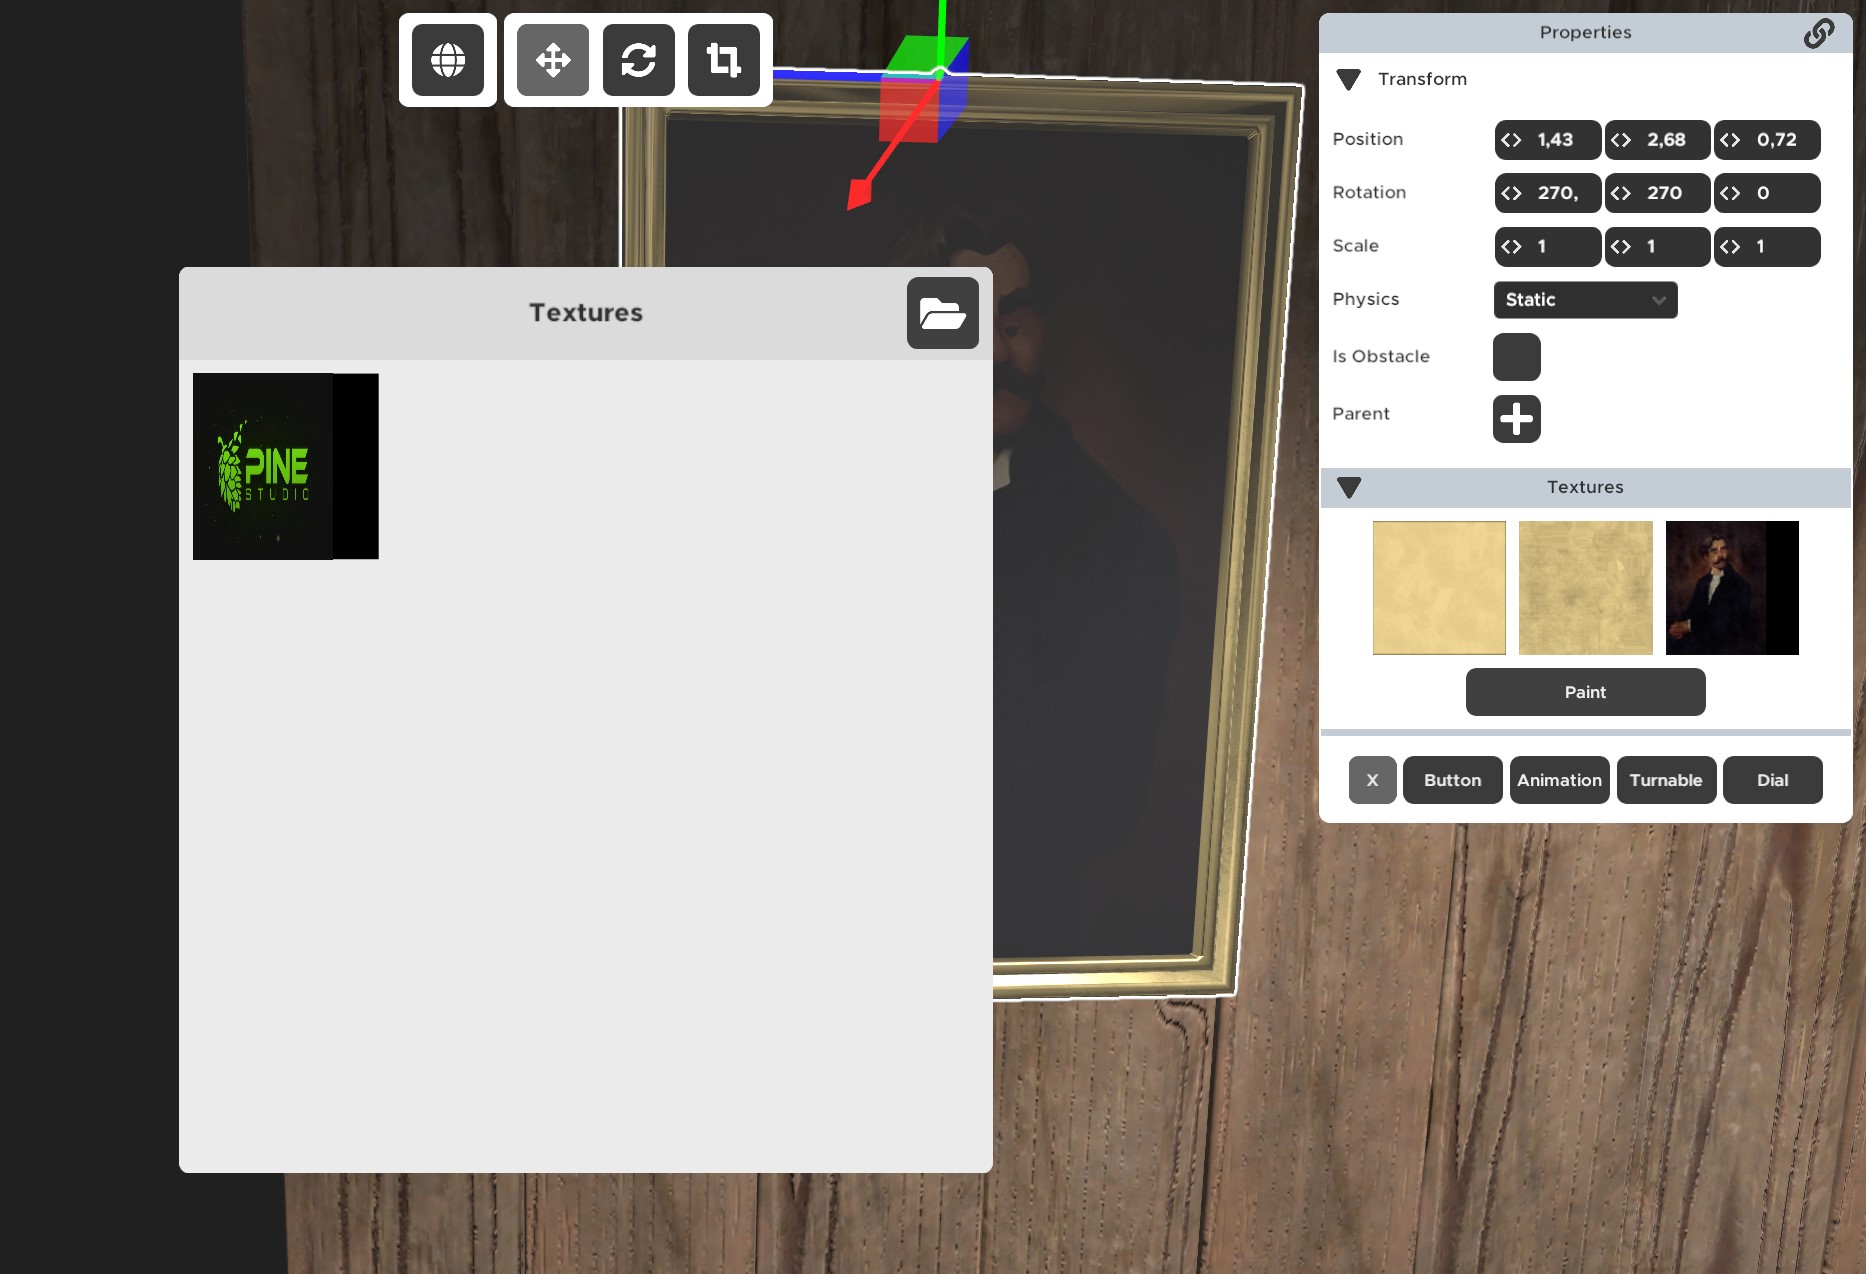 Properties
Transform
Position 1,43 2,68 0,72
Rotation 270, 270 0
Scale 1 1 1
Physics Static
Is Obstacle
Parent
Textures
Paint
X Button Animation Turnable Dial
Textures
PINE
STUDIO